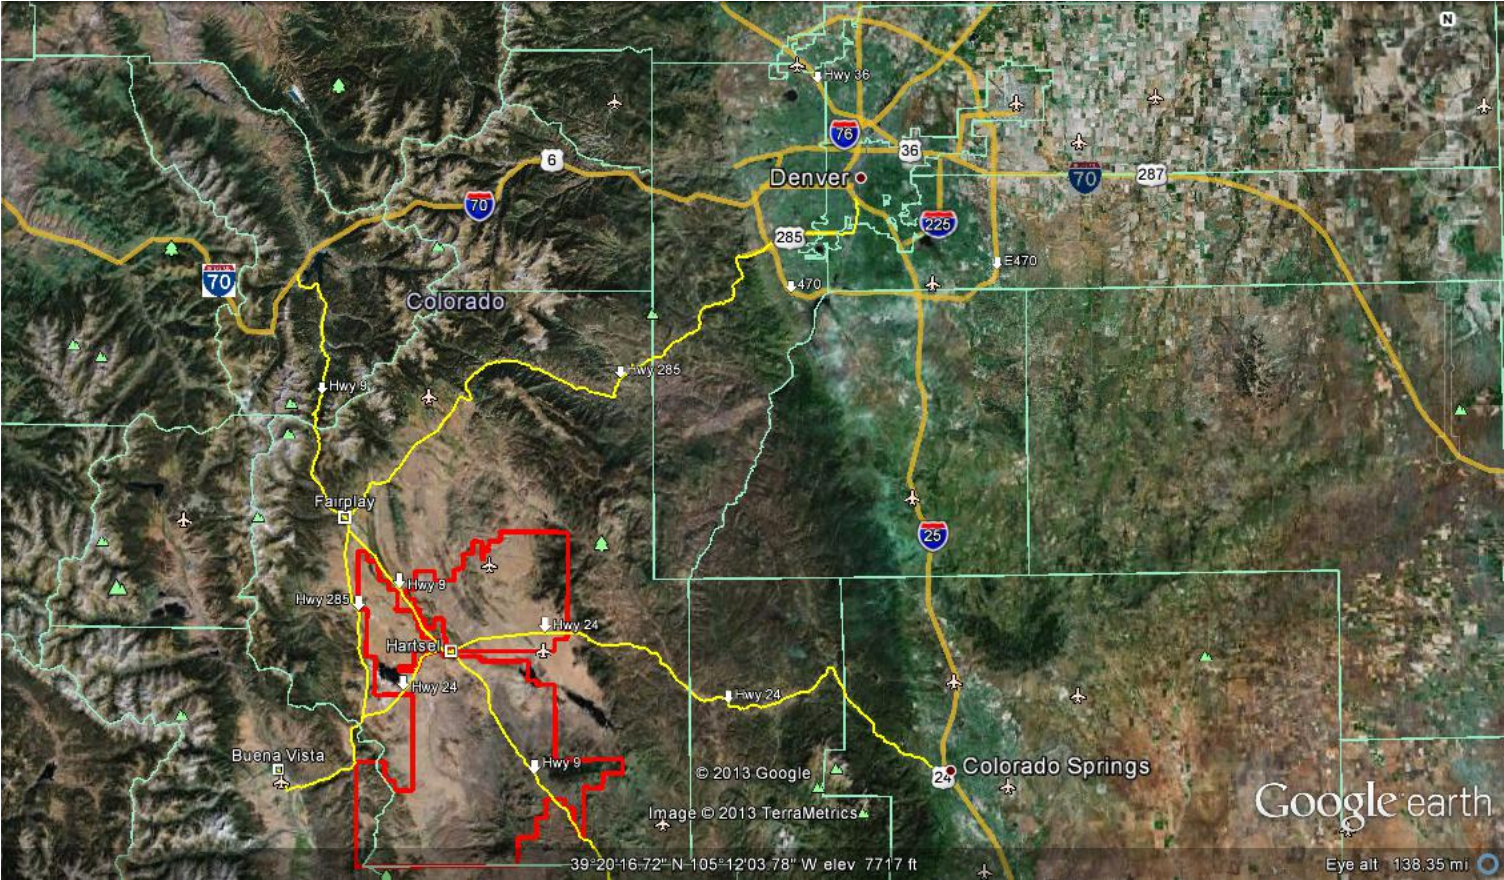 N
Hwy 36
76
6
36
Denver
70
287
70
225
285
E470
70
470
Colorado
Hwy 285
Hwy 9
Fairplay
25
Hwy 9
Hwy 285
Hwy 24
Hartsel
Hwy 24
Hwy 24
Buena Vista
Hwy 9
© 2013 Google
24
Colorado Springs
Image © 2013 TerraMetrics
Google earth
39°20'16.72" N 105°12'03.78" W elev 7717 ft
Eye alt 138.35 mi